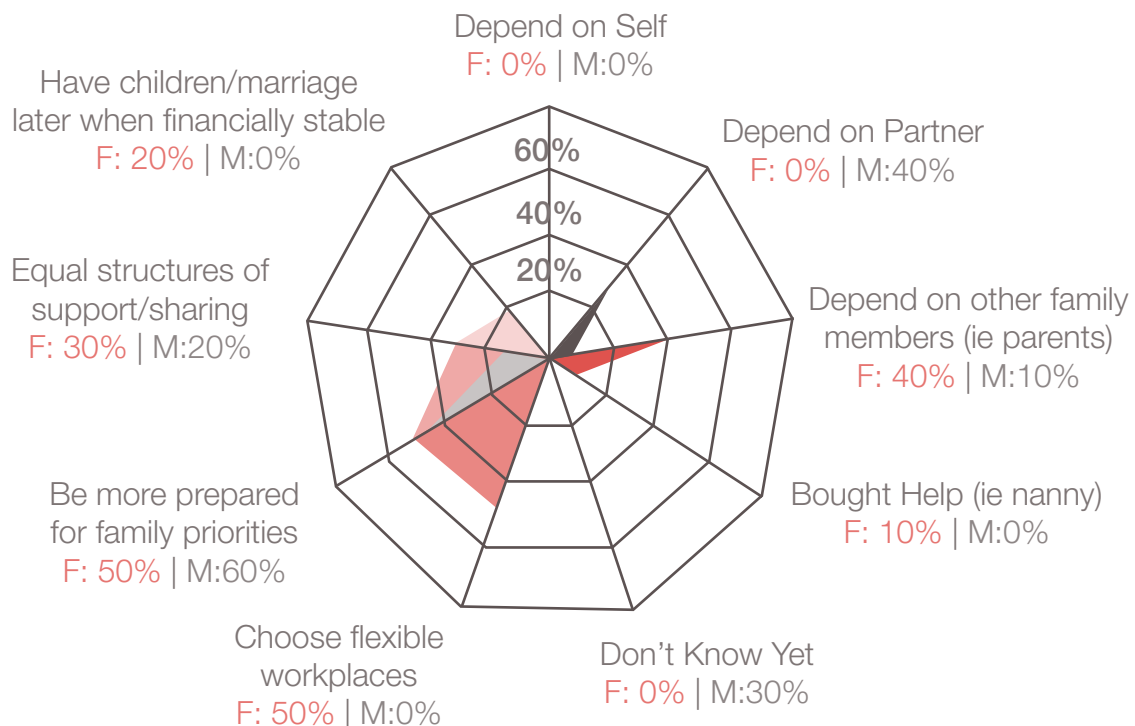 Depend on Self
F: 0% | M:0%
Have children/marriage
later when financially stable
F: 20% | M:0%
Depend on Partner
F: 0% | M:40%
60%
40%
20%
Equal structures of
support/sharing
F: 30% | M:20%
Depend on other family
members (ie parents)
F: 40% | M:10%
Be more prepared
for family priorities
F: 50% | M:60%
Bought Help (ie nanny)
F: 10% | M:0%
Choose flexible
workplaces
F: 50% | M:0%
Don’t Know Yet
F: 0% | M:30%